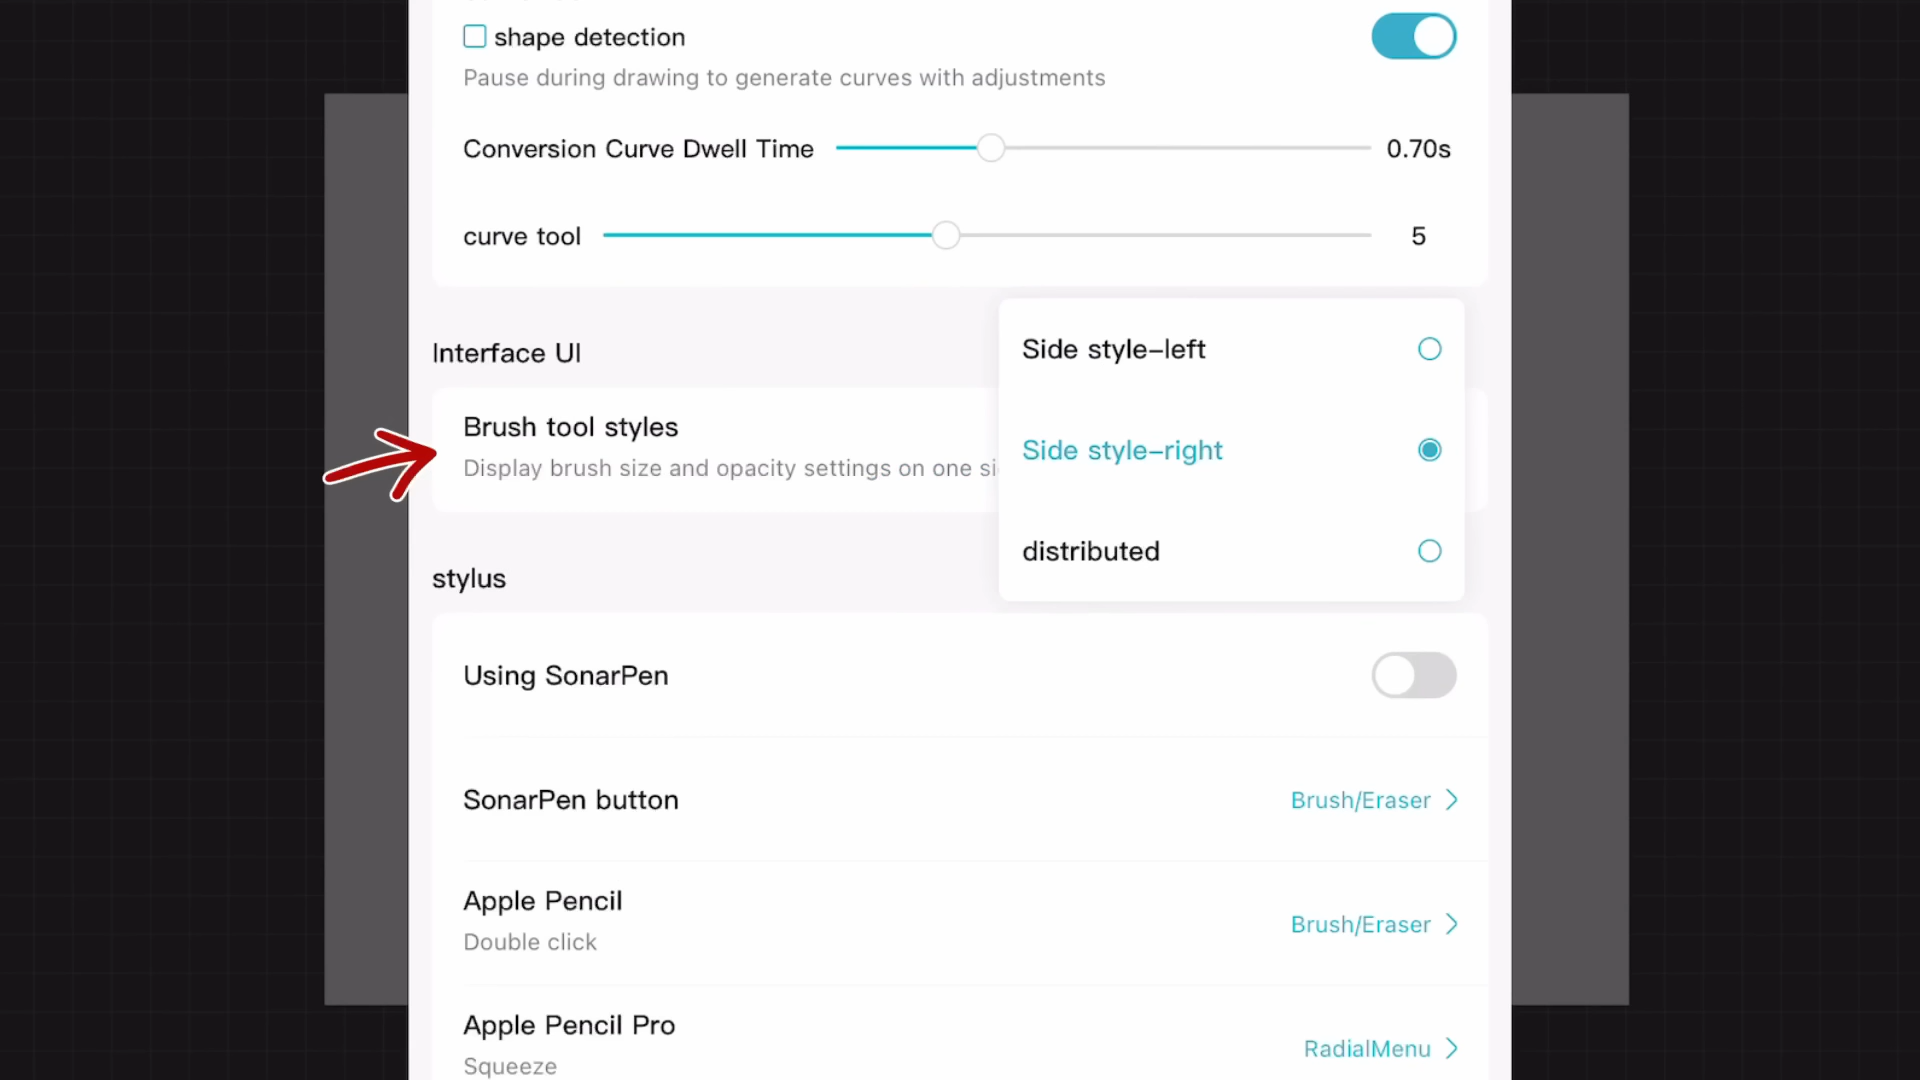 shape detection
Pause during drawing to generate curves with adjustments
Conversion Curve Dwell Time 0.70s
curve tool 5
Interface UI
Brush tool styles
Display brush size and opacity settings on one si
Side style-left
Side style-right
distributed
stylus
Using SonarPen
SonarPen button Brush/Eraser
Apple Pencil
Double click
Brush/Eraser
Apple Pencil Pro
Squeeze
RadialMenu